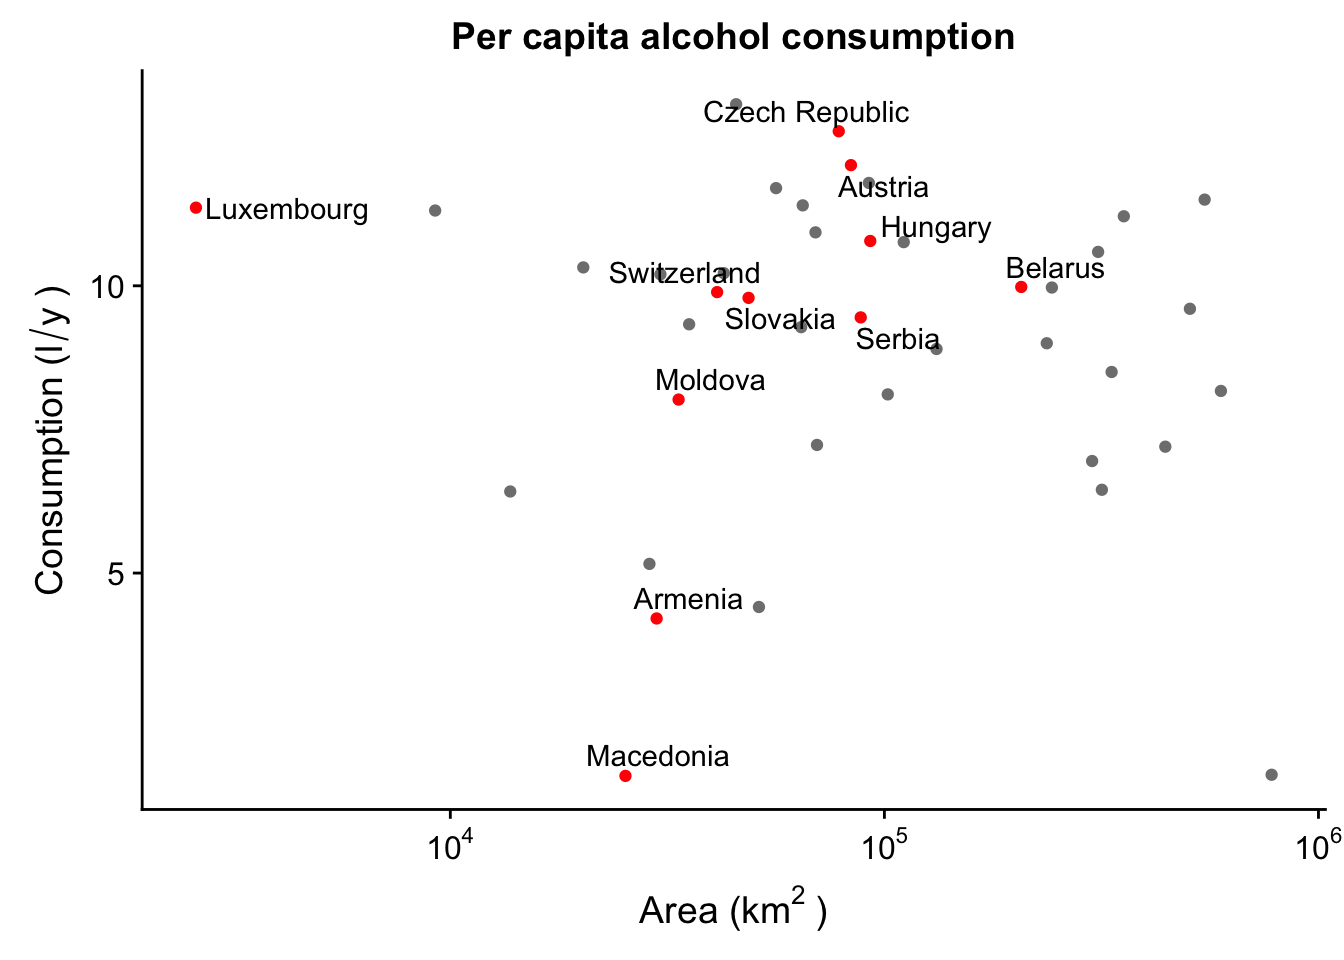 Per capita alcohol consumption
Czech Republic
Austria
Luxembourg
Hungary
Switzerland
Belarus
Slovakia
Serbia
Moldova
Armenia
Macedonia
Consumption (l/y )
10
5
10⁴
10⁵
10⁶
Area (km² )